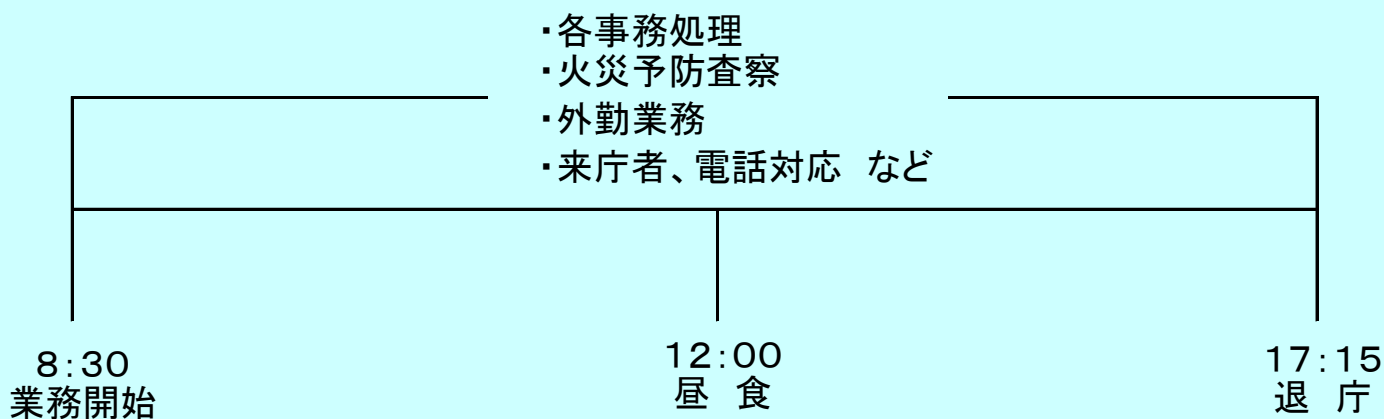 ・各事務処理
・火災予防査察
・外勤業務
・来庁者、電話対応 など
8:30
業務開始
12:00
昼 食
17:15
退 庁